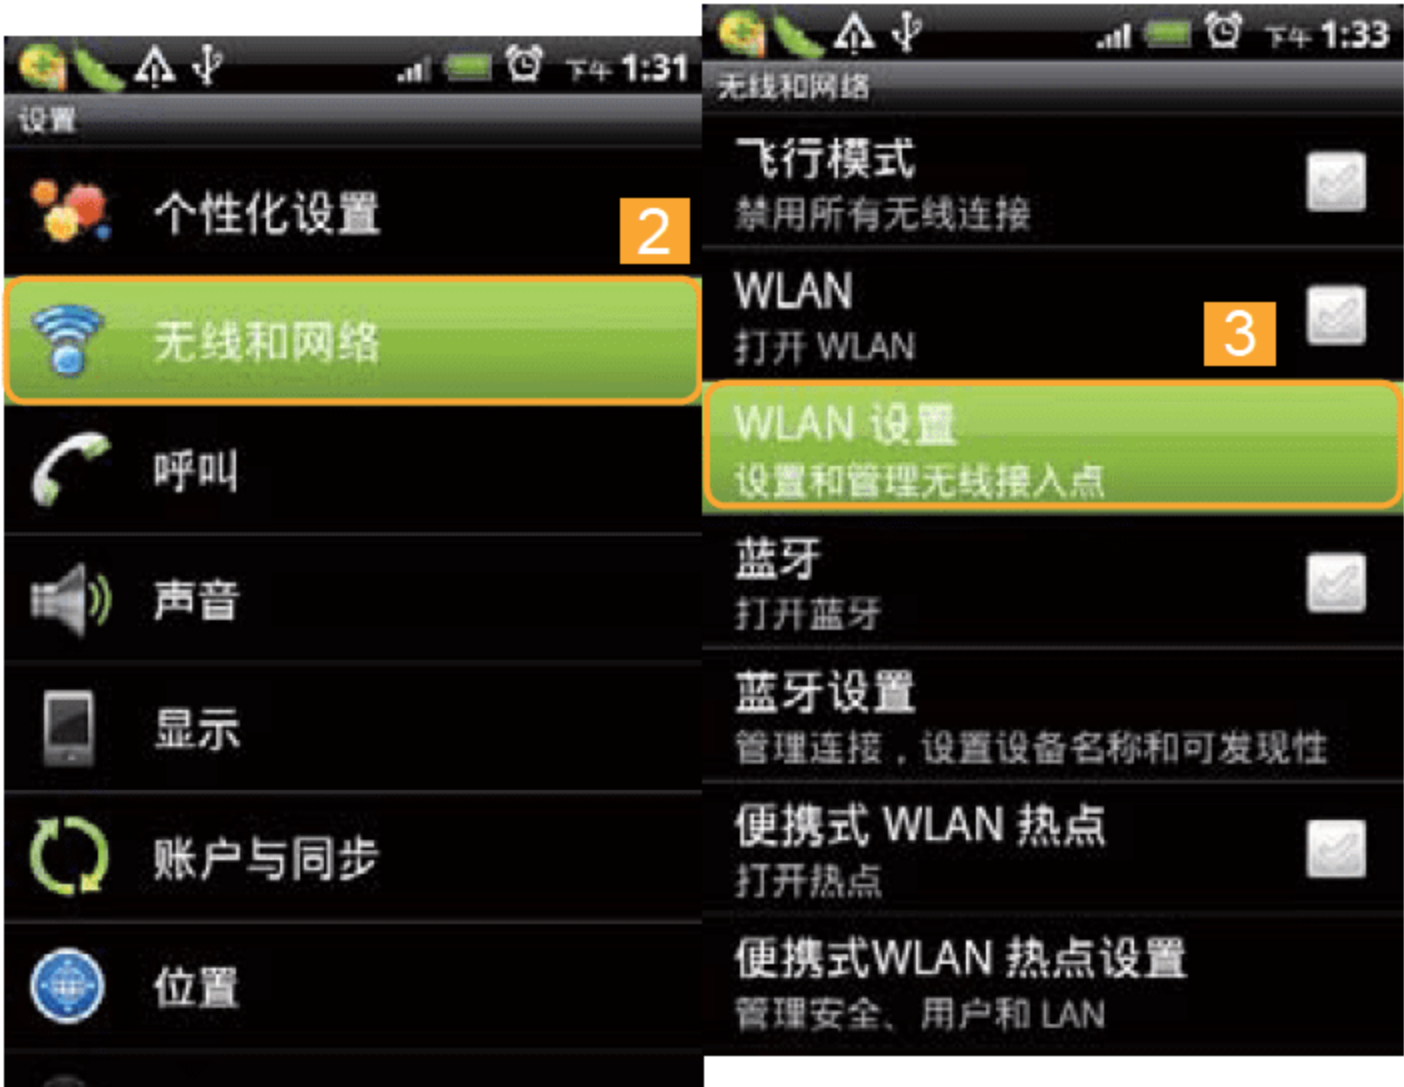 下午 1:31
设置
个性化设置
2
无线和网络
呼叫
声音
显示
账户与同步
位置
下午 1:33
无线和网络
飞行模式
禁用所有无线连接
WLAN
打开 WLAN
3
WLAN 设置
设置和管理无线接入点
蓝牙
打开蓝牙
蓝牙设置
管理连接，设置设备名称和可发现性
便携式 WLAN 热点
打开热点
便携式WLAN 热点设置
管理安全、用户和 LAN